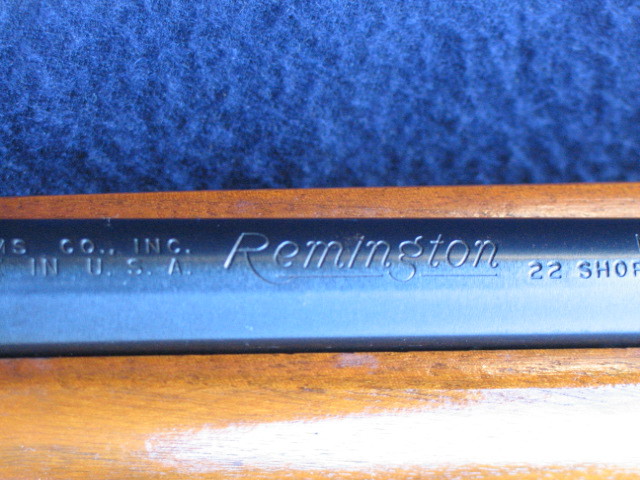 MS CO., INC.
IN U. S. A.
Remington
22 SHOR